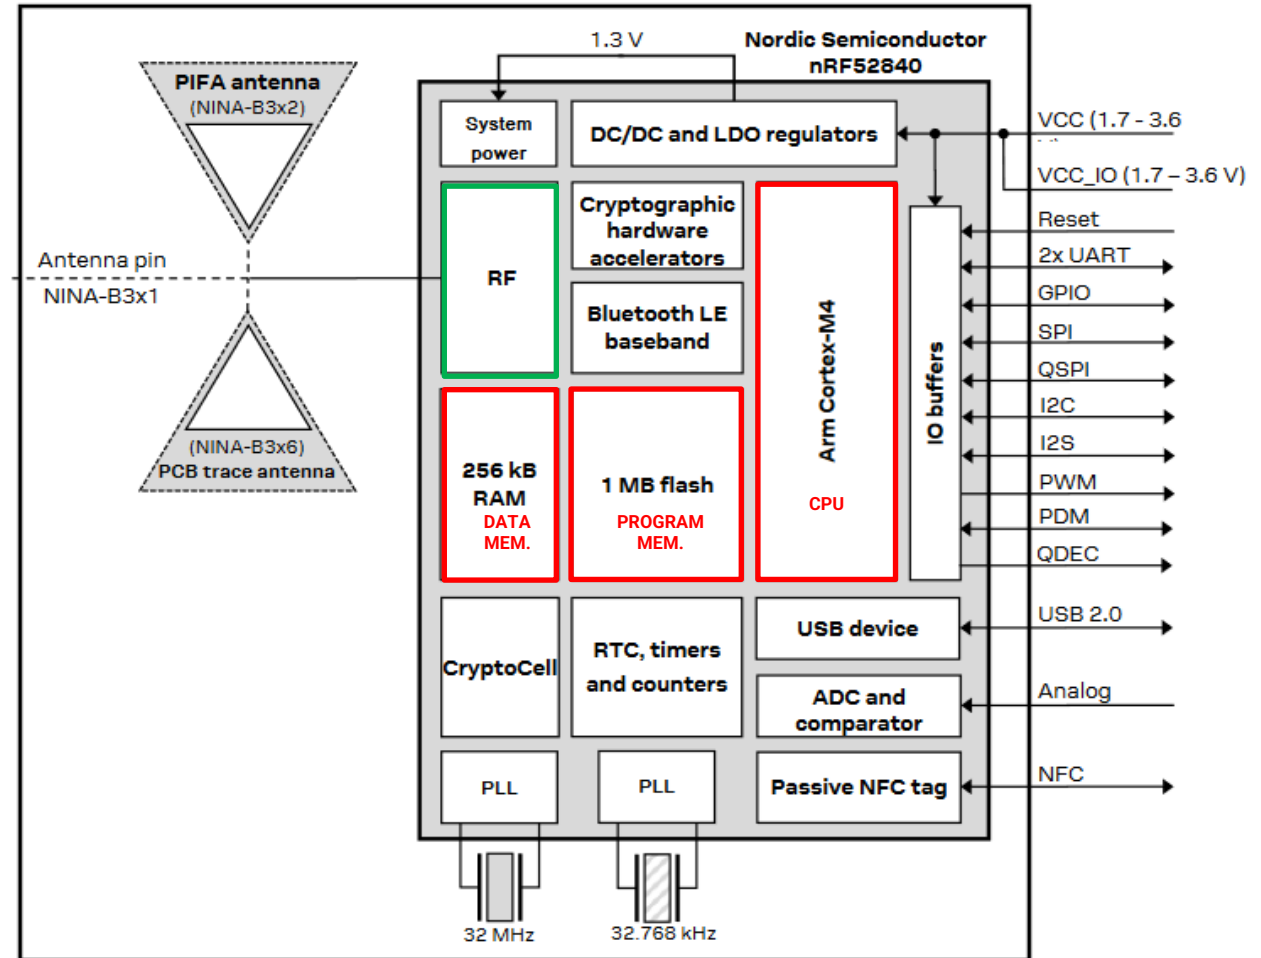 1.3 V
Nordic Semiconductor
nRF52840
PIFA antenna
(NINA-B3x2)
System
power
DC/DC and LDO regulators
VCC (1.7 - 3.6
VCC_IO (1.7 – 3.6 V)
Antenna pin
NINA-B3x1
RF
Cryptographic
hardware
accelerators
Bluetooth LE
baseband
Arm Cortex-M4
CPU
IO buffers
Reset
2x UART
GPIO
SPI
QSPI
I2C
I2S
PWM
PDM
QDEC
(NINA-B3x6)
PCB trace antenna
256 kB
RAM
DATA
MEM.
1 MB flash
PROGRAM
MEM.
CryptoCell
RTC, timers
and counters
USB device
USB 2.0
ADC and
comparator
Analog
PLL
PLL
Passive NFC tag
NFC
32 MHz
32.768 kHz